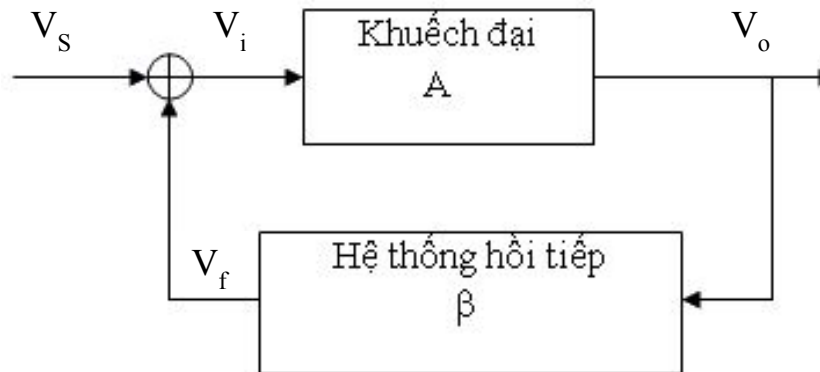 V_S
V_i
Khuếch đại
A
V_o
Hệ thống hồi tiếp
β
V_f